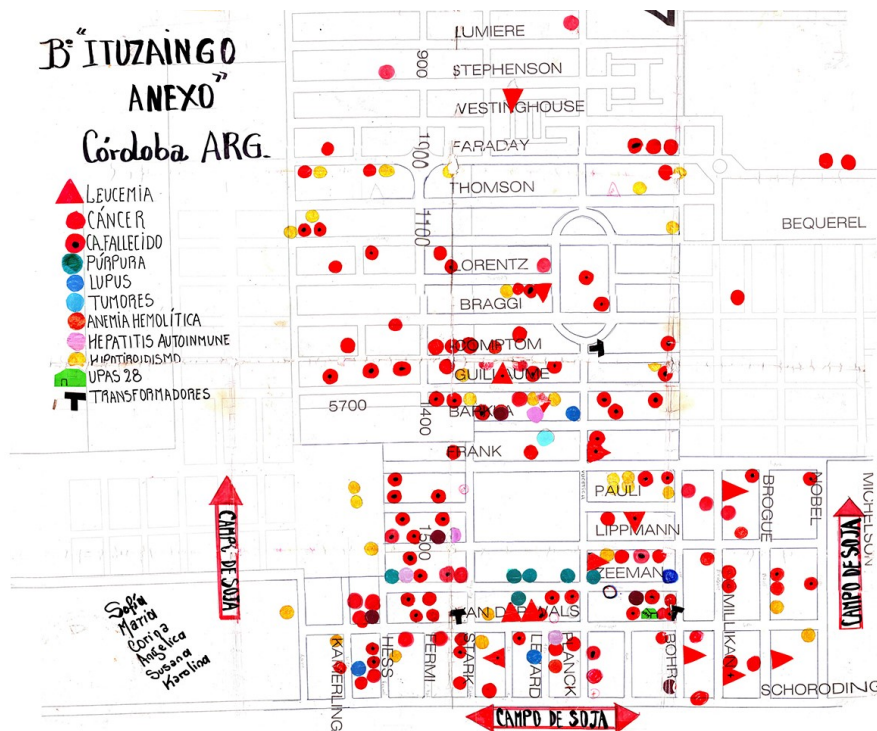 Bº "ITUZAINGO
ANEXO"
Córdoba ARG.
LEUCEMIA
CÁNCER
CA.FALLECIDO
PÚRPURA
LUPUS
TUMORES
ANEMIA HEMOLÍTICA
HEPATITIS AUTOINMUNE
HIPOTIROIDISMO
UPAS 28
TRANSFORMADORES
LUMIERE
STEPHENSON
900
WESTINGHOUSE
FARADAY
1000
THOMSON
1100
BEQUEREL
LORENTZ
BRAGGI
COMPTOM
GUILLAUME
5700
1400
BARKLA
FRANK
PAULI
LIPPMANN
1500
ZEEMAN
VAN DER WALS
BROGUE
NOBEL
MICHELSON
CAMPO DE SOJA
CAMPO DE SOJA
Sofía
Maria
Corina
Angelica
Susana
Karolina
KAMERLING
HESS
FERMI
STARK
LENARD
PLANCK
BOHR
MILLIKAN
SCHORODING
CAMPO DE SOJA